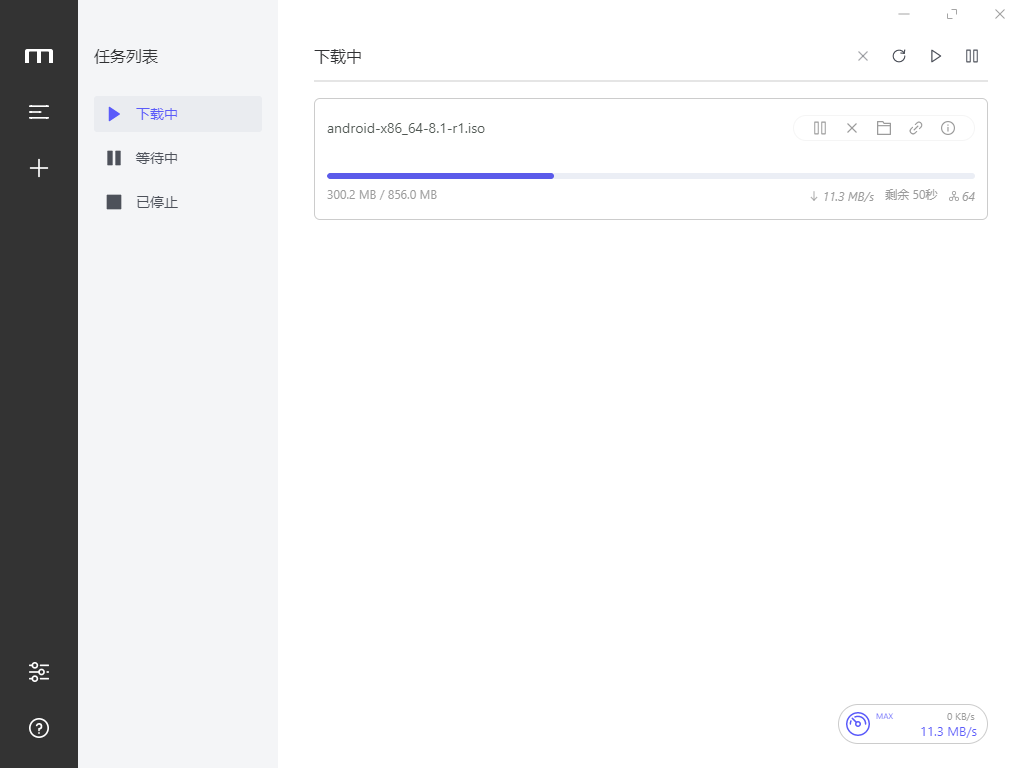 任务列表
下载中
等待中
已停止
下载中
android-x86_64-8.1-r1.iso
300.2 MB / 856.0 MB
↓ 11.3 MB/s 剩余 50秒 64
MAX
0 KB/s
11.3 MB/s